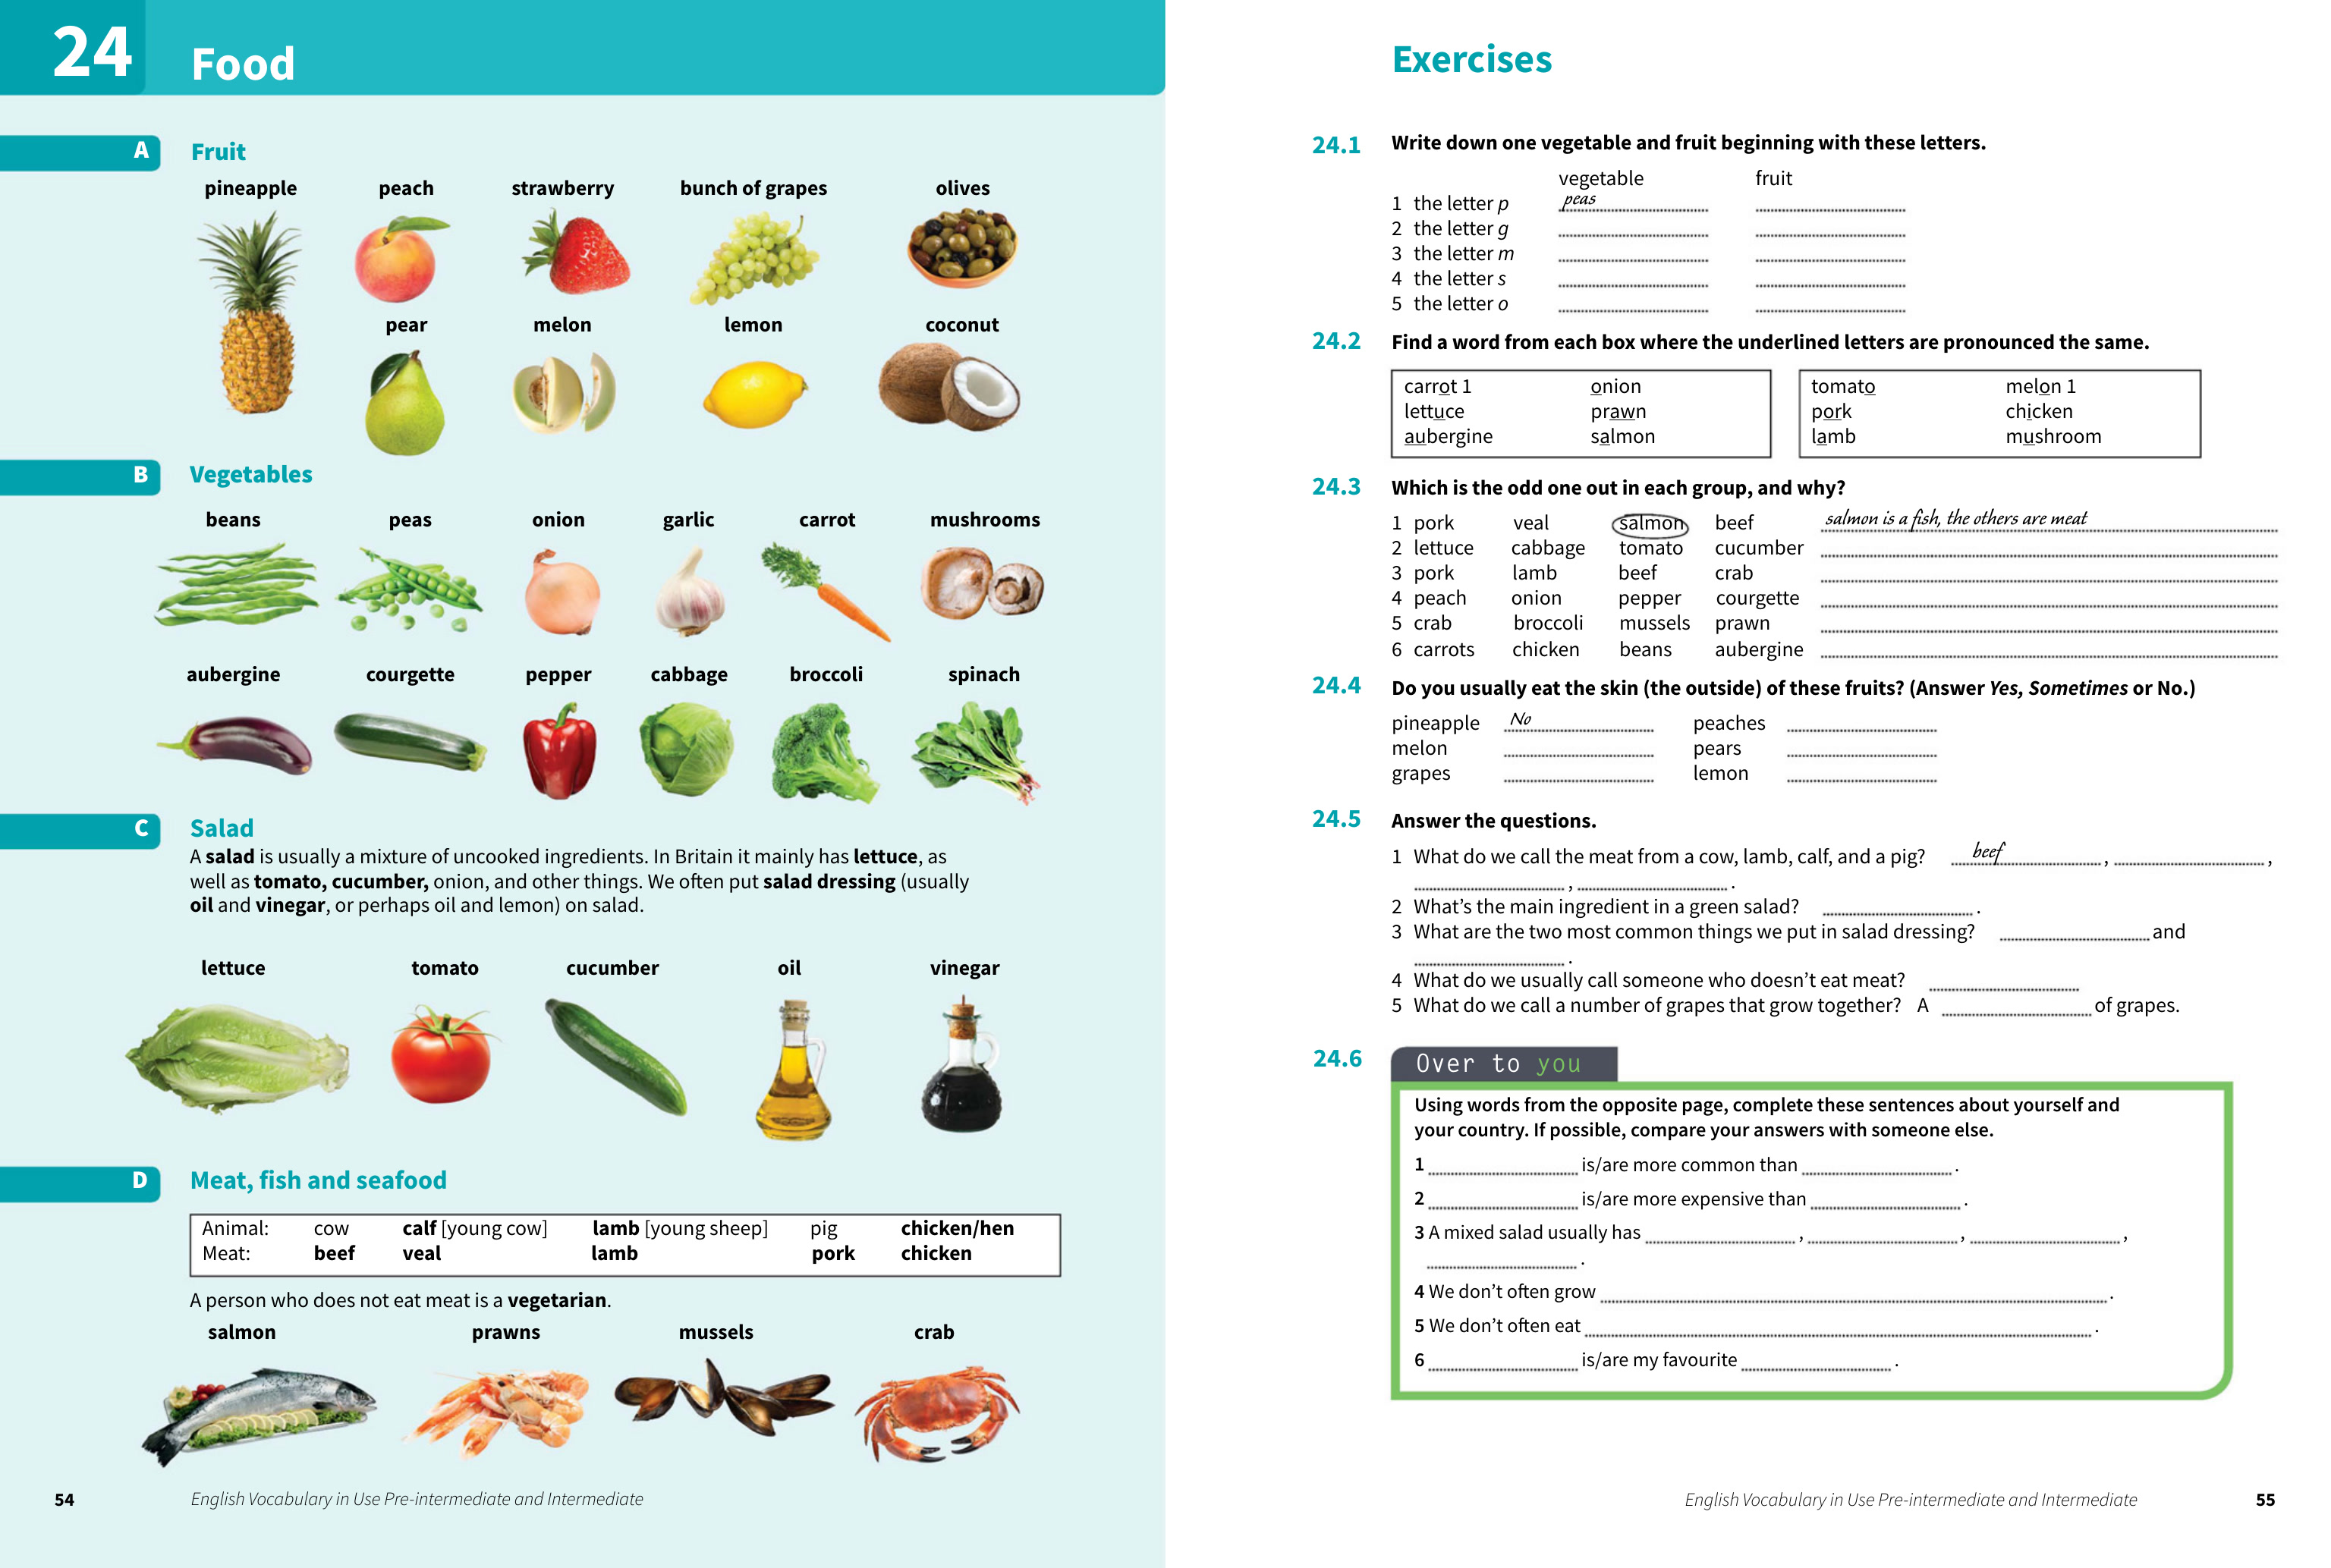 24
Food
A
Fruit
pineapple peach strawberry bunch of grapes olives
pear melon lemon coconut
B
Vegetables
beans peas onion garlic carrot mushrooms
aubergine courgette pepper cabbage broccoli spinach
C
Salad
A salad is usually a mixture of uncooked ingredients. In Britain it mainly has lettuce, as
well as tomato, cucumber, onion, and other things. We often put salad dressing (usually
oil and vinegar, or perhaps oil and lemon) on salad.
lettuce tomato cucumber oil vinegar
D
Meat, fish and seafood
Animal: cow calf [young cow] lamb [young sheep] pig chicken/hen
Meat: beef veal lamb pork chicken
A person who does not eat meat is a vegetarian.
salmon prawns mussels crab
54 English Vocabulary in Use Pre-intermediate and Intermediate
Exercises
24.1 Write down one vegetable and fruit beginning with these letters.
vegetable fruit
1 the letter p peas
2 the letter g
3 the letter m
4 the letter s
5 the letter o
24.2 Find a word from each box where the underlined letters are pronounced the same.
carrot 1 onion tomato melon 1
lettuce prawn pork chicken
aubergine salmon lamb mushroom
24.3 Which is the odd one out in each group, and why?
1 pork veal salmon beef salmon is a fish, the others are meat
2 lettuce cabbage tomato cucumber
3 pork lamb beef crab
4 peach onion pepper courgette
5 crab broccoli mussels prawn
6 carrots chicken beans aubergine
24.4 Do you usually eat the skin (the outside) of these fruits? (Answer Yes, Sometimes or No.)
pineapple No peaches
melon pears
grapes lemon
24.5 Answer the questions.
1 What do we call the meat from a cow, lamb, calf, and a pig? beef , ,
, .
2 What's the main ingredient in a green salad? .
3 What are the two most common things we put in salad dressing? and
.
4 What do we usually call someone who doesn't eat meat?
5 What do we call a number of grapes that grow together? A of grapes.
24.6 Over to you
Using words from the opposite page, complete these sentences about yourself and
your country. If possible, compare your answers with someone else.
1 is/are more common than .
2 is/are more expensive than .
3 A mixed salad usually has , , ,
.
4 We don't often grow .
5 We don't often eat .
6 is/are my favourite .
English Vocabulary in Use Pre-intermediate and Intermediate 55